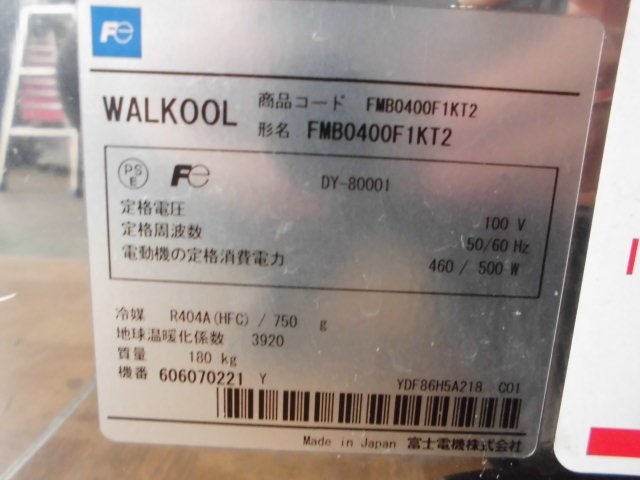 Fe
WALKOOL
商品コード FMB0400F1KT2
形名 FMB0400F1KT2
PSE Fe DY-80001
定格電圧 100 V
定格周波数 50/60 Hz
電動機の定格消費電力 460 / 500 W
冷媒 R404A(HFC) / 750 g
地球温暖化係数 3920
質量 180 kg
機番 606070221 Y YDF86H5A218 C01
Made in Japan 富士電機株式会社